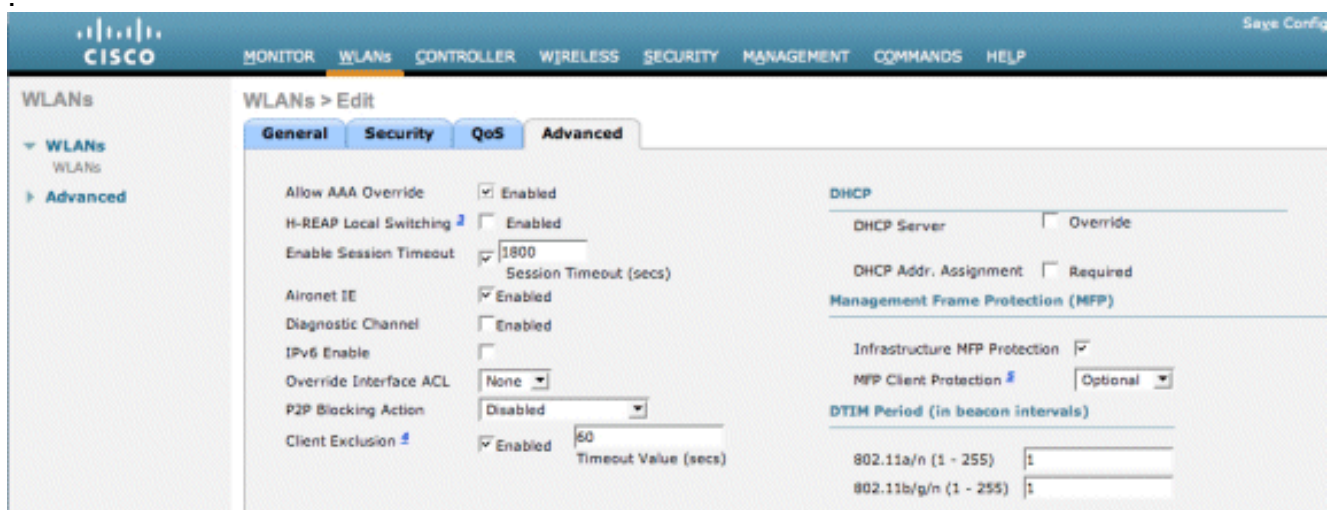 Save Config
CISCO
MONITOR WLANs CONTROLLER WIRELESS SECURITY MANAGEMENT COMMANDS HELP
WLANs
WLANs
WLANs
Advanced
WLANs > Edit
General Security QoS Advanced
Allow AAA Override Enabled
H-REAP Local Switching 3 Enabled
Enable Session Timeout 1800
Session Timeout (secs)
Aironet IE Enabled
Diagnostic Channel Enabled
IPv6 Enable
Override Interface ACL None
P2P Blocking Action Disabled
Client Exclusion 4 Enabled 60
Timeout Value (secs)
DHCP
DHCP Server Override
DHCP Addr. Assignment Required
Management Frame Protection (MFP)
Infrastructure MFP Protection
MFP Client Protection 5 Optional
DTIM Period (in beacon intervals)
802.11a/n (1 - 255) 1
802.11b/g/n (1 - 255) 1